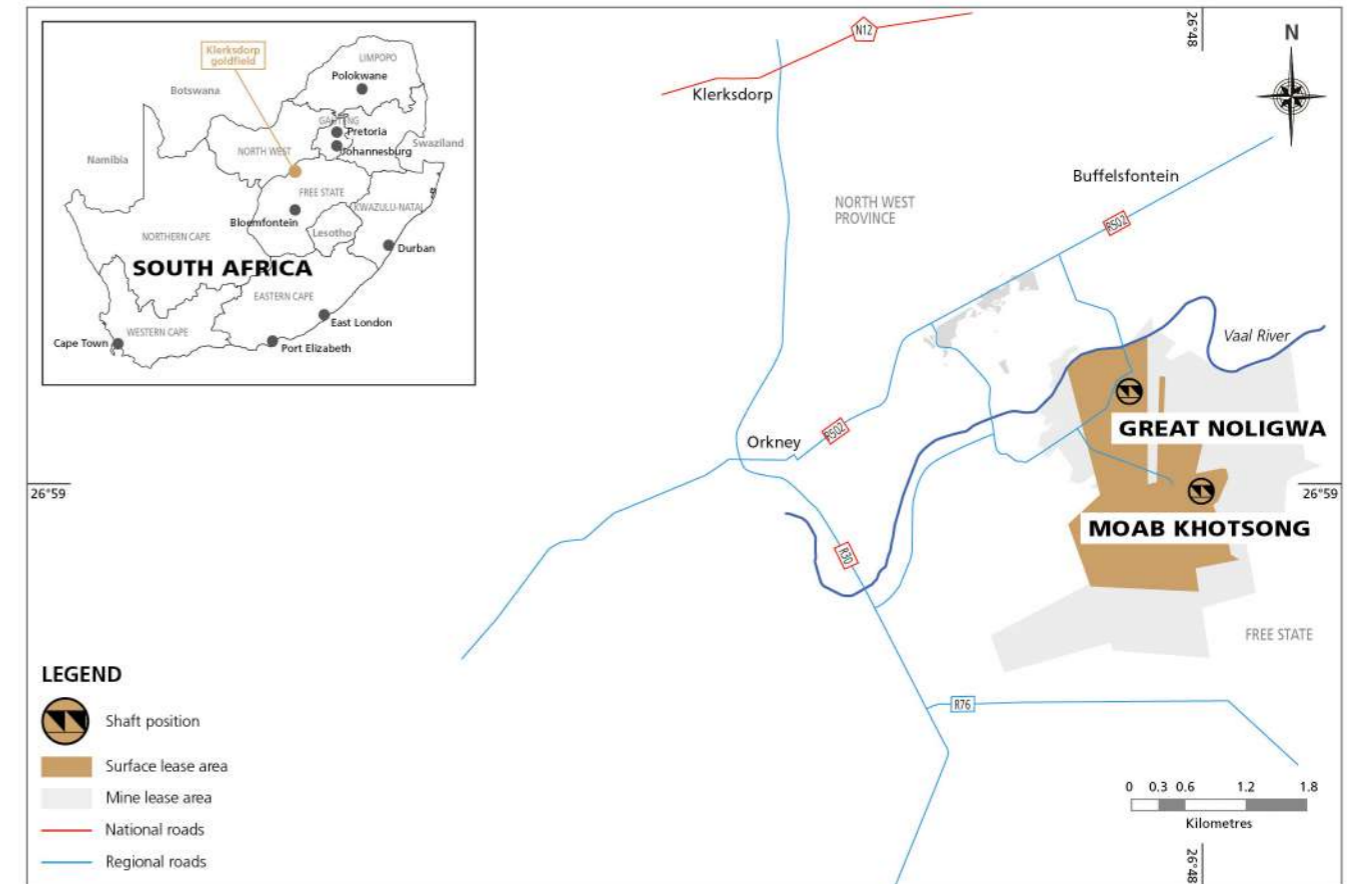 Klerksdorp
goldfield
LIMPOPO
Polokwane
Botswana
GAUTENG
Pretoria
Johannesburg
Swaziland
NORTH WEST
Namibia
FREE STATE
KWAZULU-NATAL
Bloemfontein
Lesotho
NORTHERN CAPE
Durban
SOUTH AFRICA
EASTERN CAPE
East London
WESTERN CAPE
Cape Town
Port Elizabeth
N12
Klerksdorp
26°48
N
Buffelsfontein
NORTH WEST
PROVINCE
R502
Vaal River
GREAT NOLIGWA
Orkney
R502
26°59
26°59
MOAB KHOTSONG
R30
FREE STATE
R76
LEGEND
Shaft position
Surface lease area
Mine lease area
National roads
Regional roads
0 0.3 0.6 1.2 1.8
Kilometres
26°48